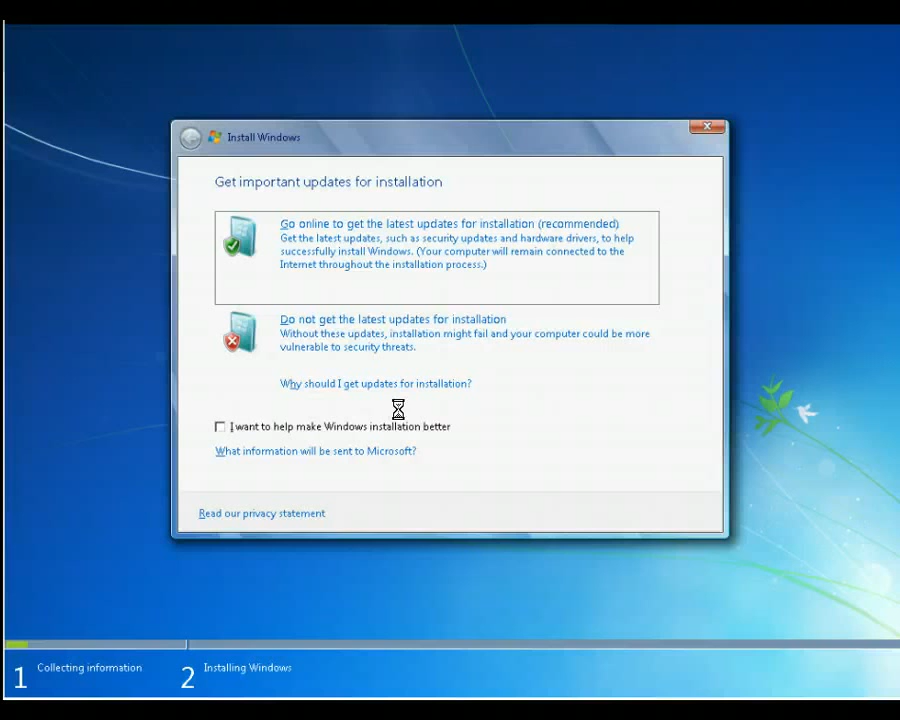 Install Windows
Get important updates for installation
Go online to get the latest updates for installation (recommended)
Get the latest updates, such as security updates and hardware drivers, to help
successfully install Windows. (Your computer will remain connected to the
Internet throughout the installation process.)
Do not get the latest updates for installation
Without these updates, installation might fail and your computer could be more
vulnerable to security threats.
Why should I get updates for installation?
I want to help make Windows installation better
What information will be sent to Microsoft?
Read our privacy statement
1 Collecting information
2 Installing Windows